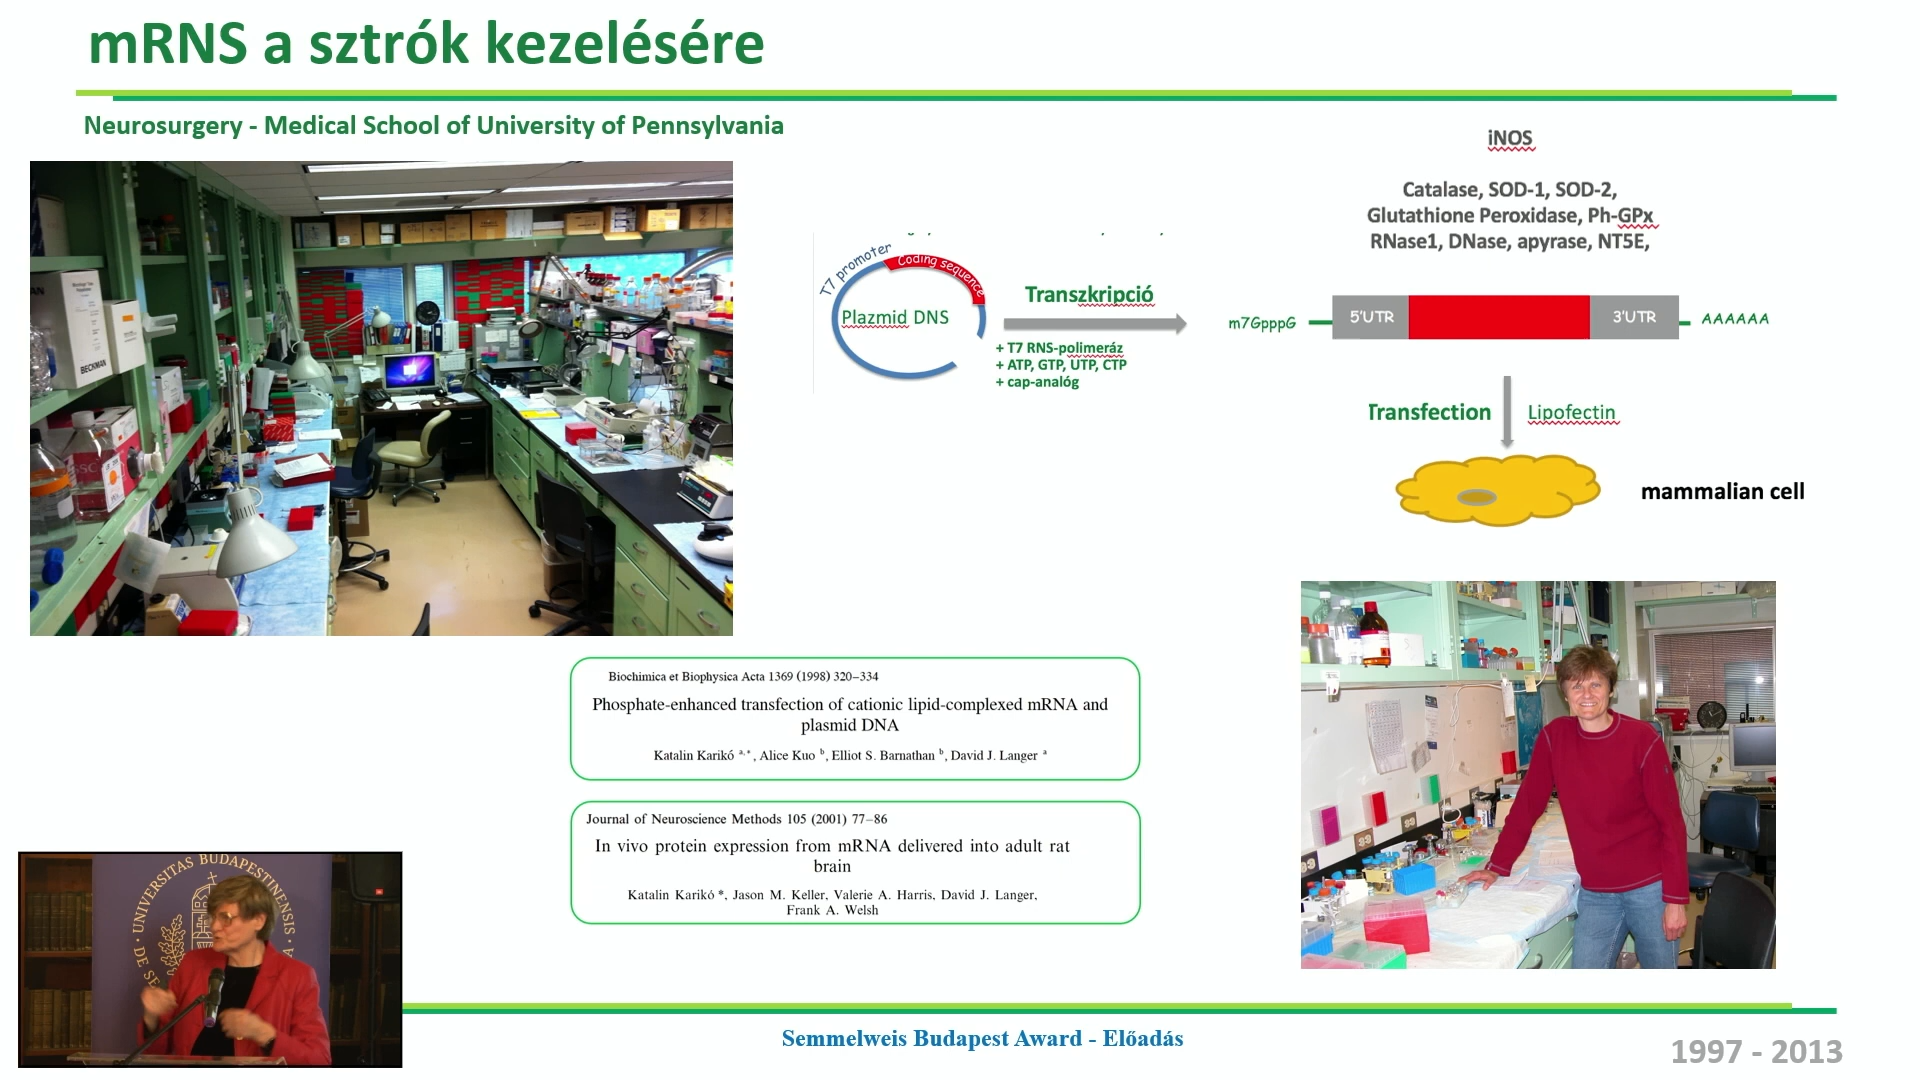 mRNS a sztrók kezelésére
Neurosurgery - Medical School of University of Pennsylvania
iNOS
Catalase, SOD-1, SOD-2,
Glutathione Peroxidase, Ph-GPx
RNase1, DNase, apyrase, NT5E,
T7 promoter
Coding sequence
Plazmid DNS
Transzkripció
+ T7 RNS-polimeráz
+ ATP, GTP, UTP, CTP
+ cap-analóg
m7GpppG
5'UTR
3'UTR
AAAAAA
Transfection
Lipofectin
mammalian cell
BECKMAN
Biochimica et Biophysica Acta 1369 (1998) 320–334
Phosphate-enhanced transfection of cationic lipid-complexed mRNA and
plasmid DNA
Katalin Karikó a,*, Alice Kuo b, Elliot S. Barnathan b, David J. Langer a
Journal of Neuroscience Methods 105 (2001) 77–86
In vivo protein expression from mRNA delivered into adult rat
brain
Katalin Karikó *, Jason M. Keller, Valerie A. Harris, David J. Langer,
Frank A. Welsh
UNIVERSITAS BUDAPESTINENSIS
DE SE
Semmelweis Budapest Award - Előadás
1997 - 2013